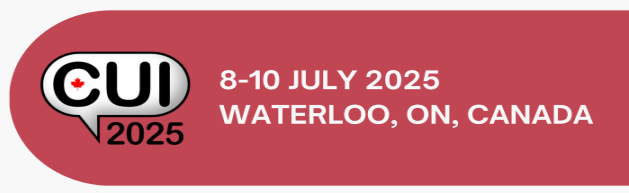 CUI
2025
8-10 JULY 2025
WATERLOO, ON, CANADA